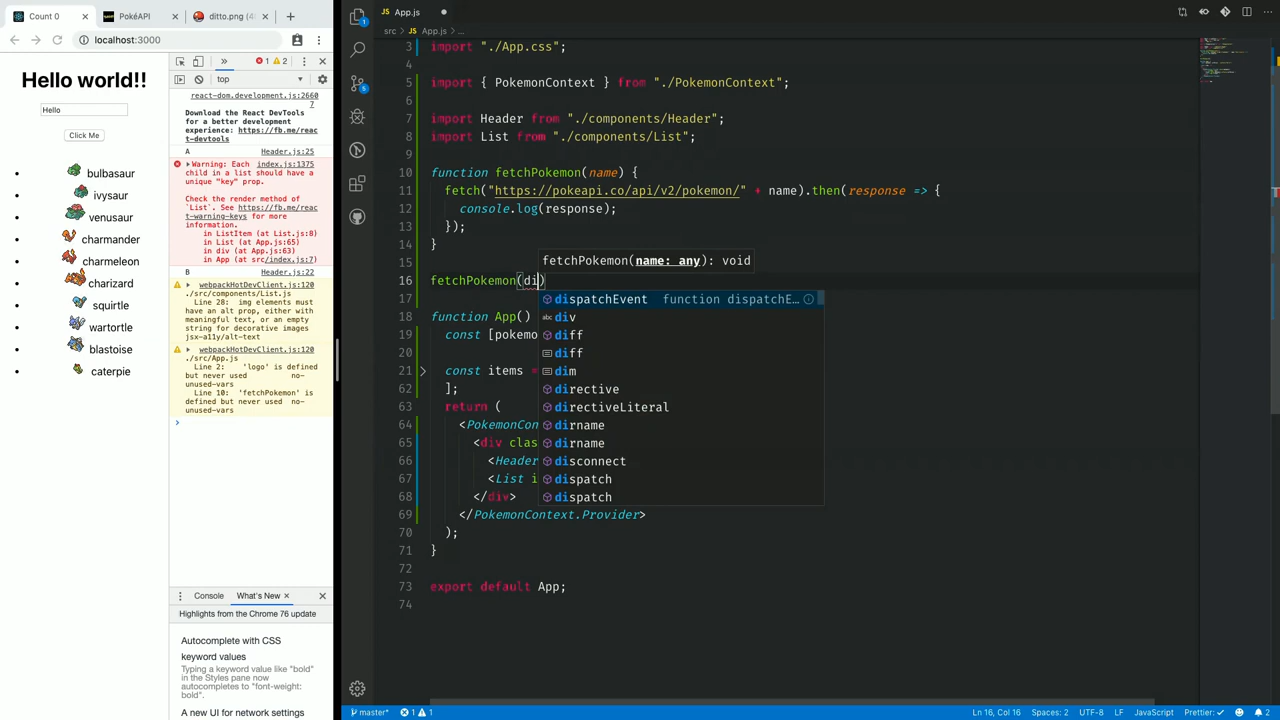 Count 0
PokéAPI
ditto.png (4
localhost:3000
Hello world!!
Hello
Click Me
bulbasaur
ivysaur
venusaur
charmander
charmeleon
charizard
squirtle
wartortle
blastoise
caterpie
1 2
top
react-dom.development.js:2660
7
Download the React DevTools
for a better development
experience: https://fb.me/reac
t-devtools
A Header.js:25
Warning: Each index.js:1375
child in a list should have a
unique "key" prop.
Check the render method of
`List`. See https://fb.me/reac
t-warning-keys for more
information.
in ListItem (at List.js:8)
in List (at App.js:65)
in div (at App.js:63)
in App (at src/index.js:7)
B Header.js:22
webpackHotDevClient.js:120
./src/components/List.js
Line 28: img elements must
have an alt prop, either with
meaningful text, or an empty
string for decorative images
jsx-a11y/alt-text
webpackHotDevClient.js:120
./src/App.js
Line 2: 'logo' is defined
but never used no-
unused-vars
Line 10: 'fetchPokemon' is
defined but never used no-
unused-vars
Console What's New
Highlights from the Chrome 76 update
Autocomplete with CSS
keyword values
Typing a keyword value like "bold"
in the Styles pane now
autocompletes to "font-weight:
bold".
A new UI for network settings
1
5
App.js
src > App.js > ...
3 import "./App.css";
4
5 import { PokemonContext } from "./PokemonContext";
6
7 import Header from "./components/Header";
8 import List from "./components/List";
9
10 function fetchPokemon(name) {
11 fetch("https://pokeapi.co/api/v2/pokemon/" + name).then(response => {
12 console.log(response);
13 });
14 }
15
fetchPokemon(name: any): void
16 fetchPokemon(di)
dispatchEvent function dispatchE…
abc div
diff
diff
dim
directive
directiveLiteral
dirname
dirname
disconnect
dispatch
dispatch
17
18 function App()
19 const [pokemo
20
21 const items =
62 ];
63 return (
64 <PokemonCon
65 <div clas
66 <Header
67 <List i
68 </div>
69 </PokemonContext.Provider>
70 );
71 }
72
73 export default App;
74
master* 1 1
Ln 16, Col 16 Spaces: 2 UTF-8 LF JavaScript Prettier: ✓ 2